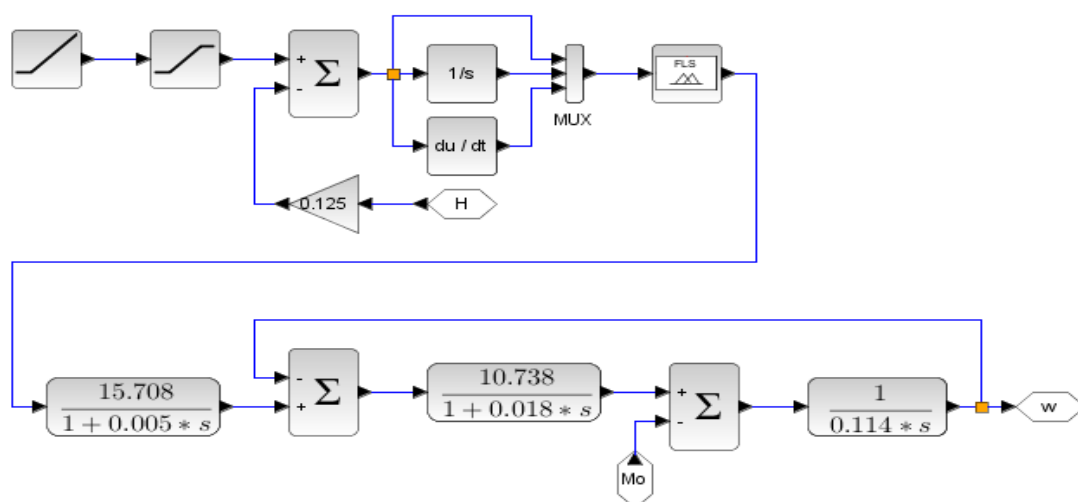 +
-
Σ
1/s
du / dt
MUX
FLS
0.125
H
15.708
1 + 0.005 * s
-
+
Σ
10.738
1 + 0.018 * s
+
-
Σ
Mo
1
0.114 * s
w